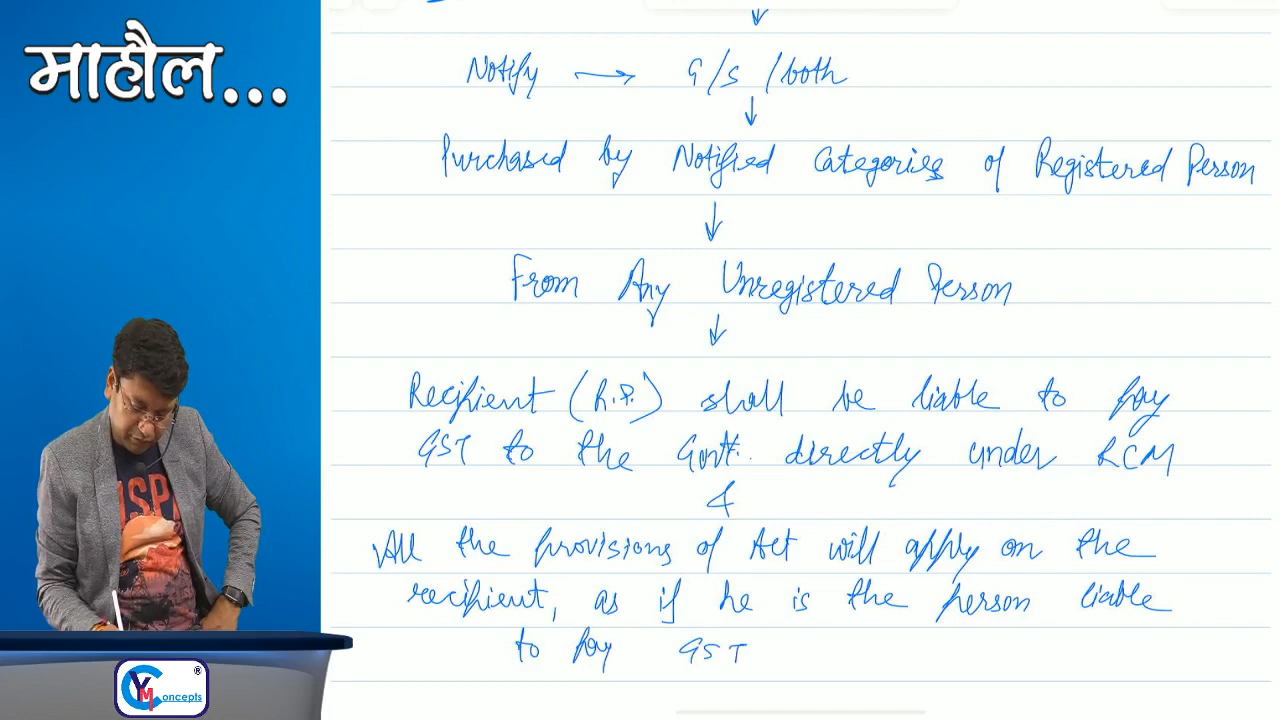 माहौल...
Notify → G/S /both
↓
Purchased by Notified Categories of Registered Person
↓
From Any Unregistered Person
↓
Recipient (R.P.) shall be liable to pay
GST to the Govt. directly under RCM
&
All the provisions of Act will apply on the
recipient, as if he is the person liable
to pay GST
CYM Concepts ®